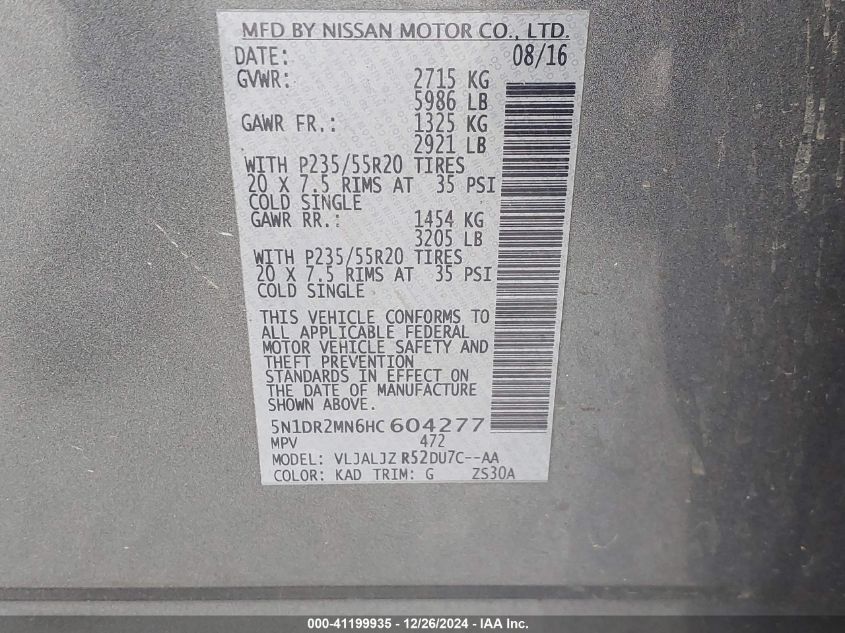 MFD BY NISSAN MOTOR CO., LTD.
DATE: 08/16
GVWR: 2715 KG
5986 LB
GAWR FR.: 1325 KG
2921 LB
WITH P235/55R20 TIRES
20 X 7.5 RIMS AT 35 PSI
COLD SINGLE
GAWR RR.: 1454 KG
3205 LB
WITH P235/55R20 TIRES
20 X 7.5 RIMS AT 35 PSI
COLD SINGLE
THIS VEHICLE CONFORMS TO
ALL APPLICABLE FEDERAL
MOTOR VEHICLE SAFETY AND
THEFT PREVENTION
STANDARDS IN EFFECT ON
THE DATE OF MANUFACTURE
SHOWN ABOVE.
5N1DR2MN6HC 604277
MPV 472
MODEL: VLJALJZ R52DU7C--AA
COLOR: KAD TRIM: G ZS30A
000-41199935 - 12/26/2024 - IAA Inc.